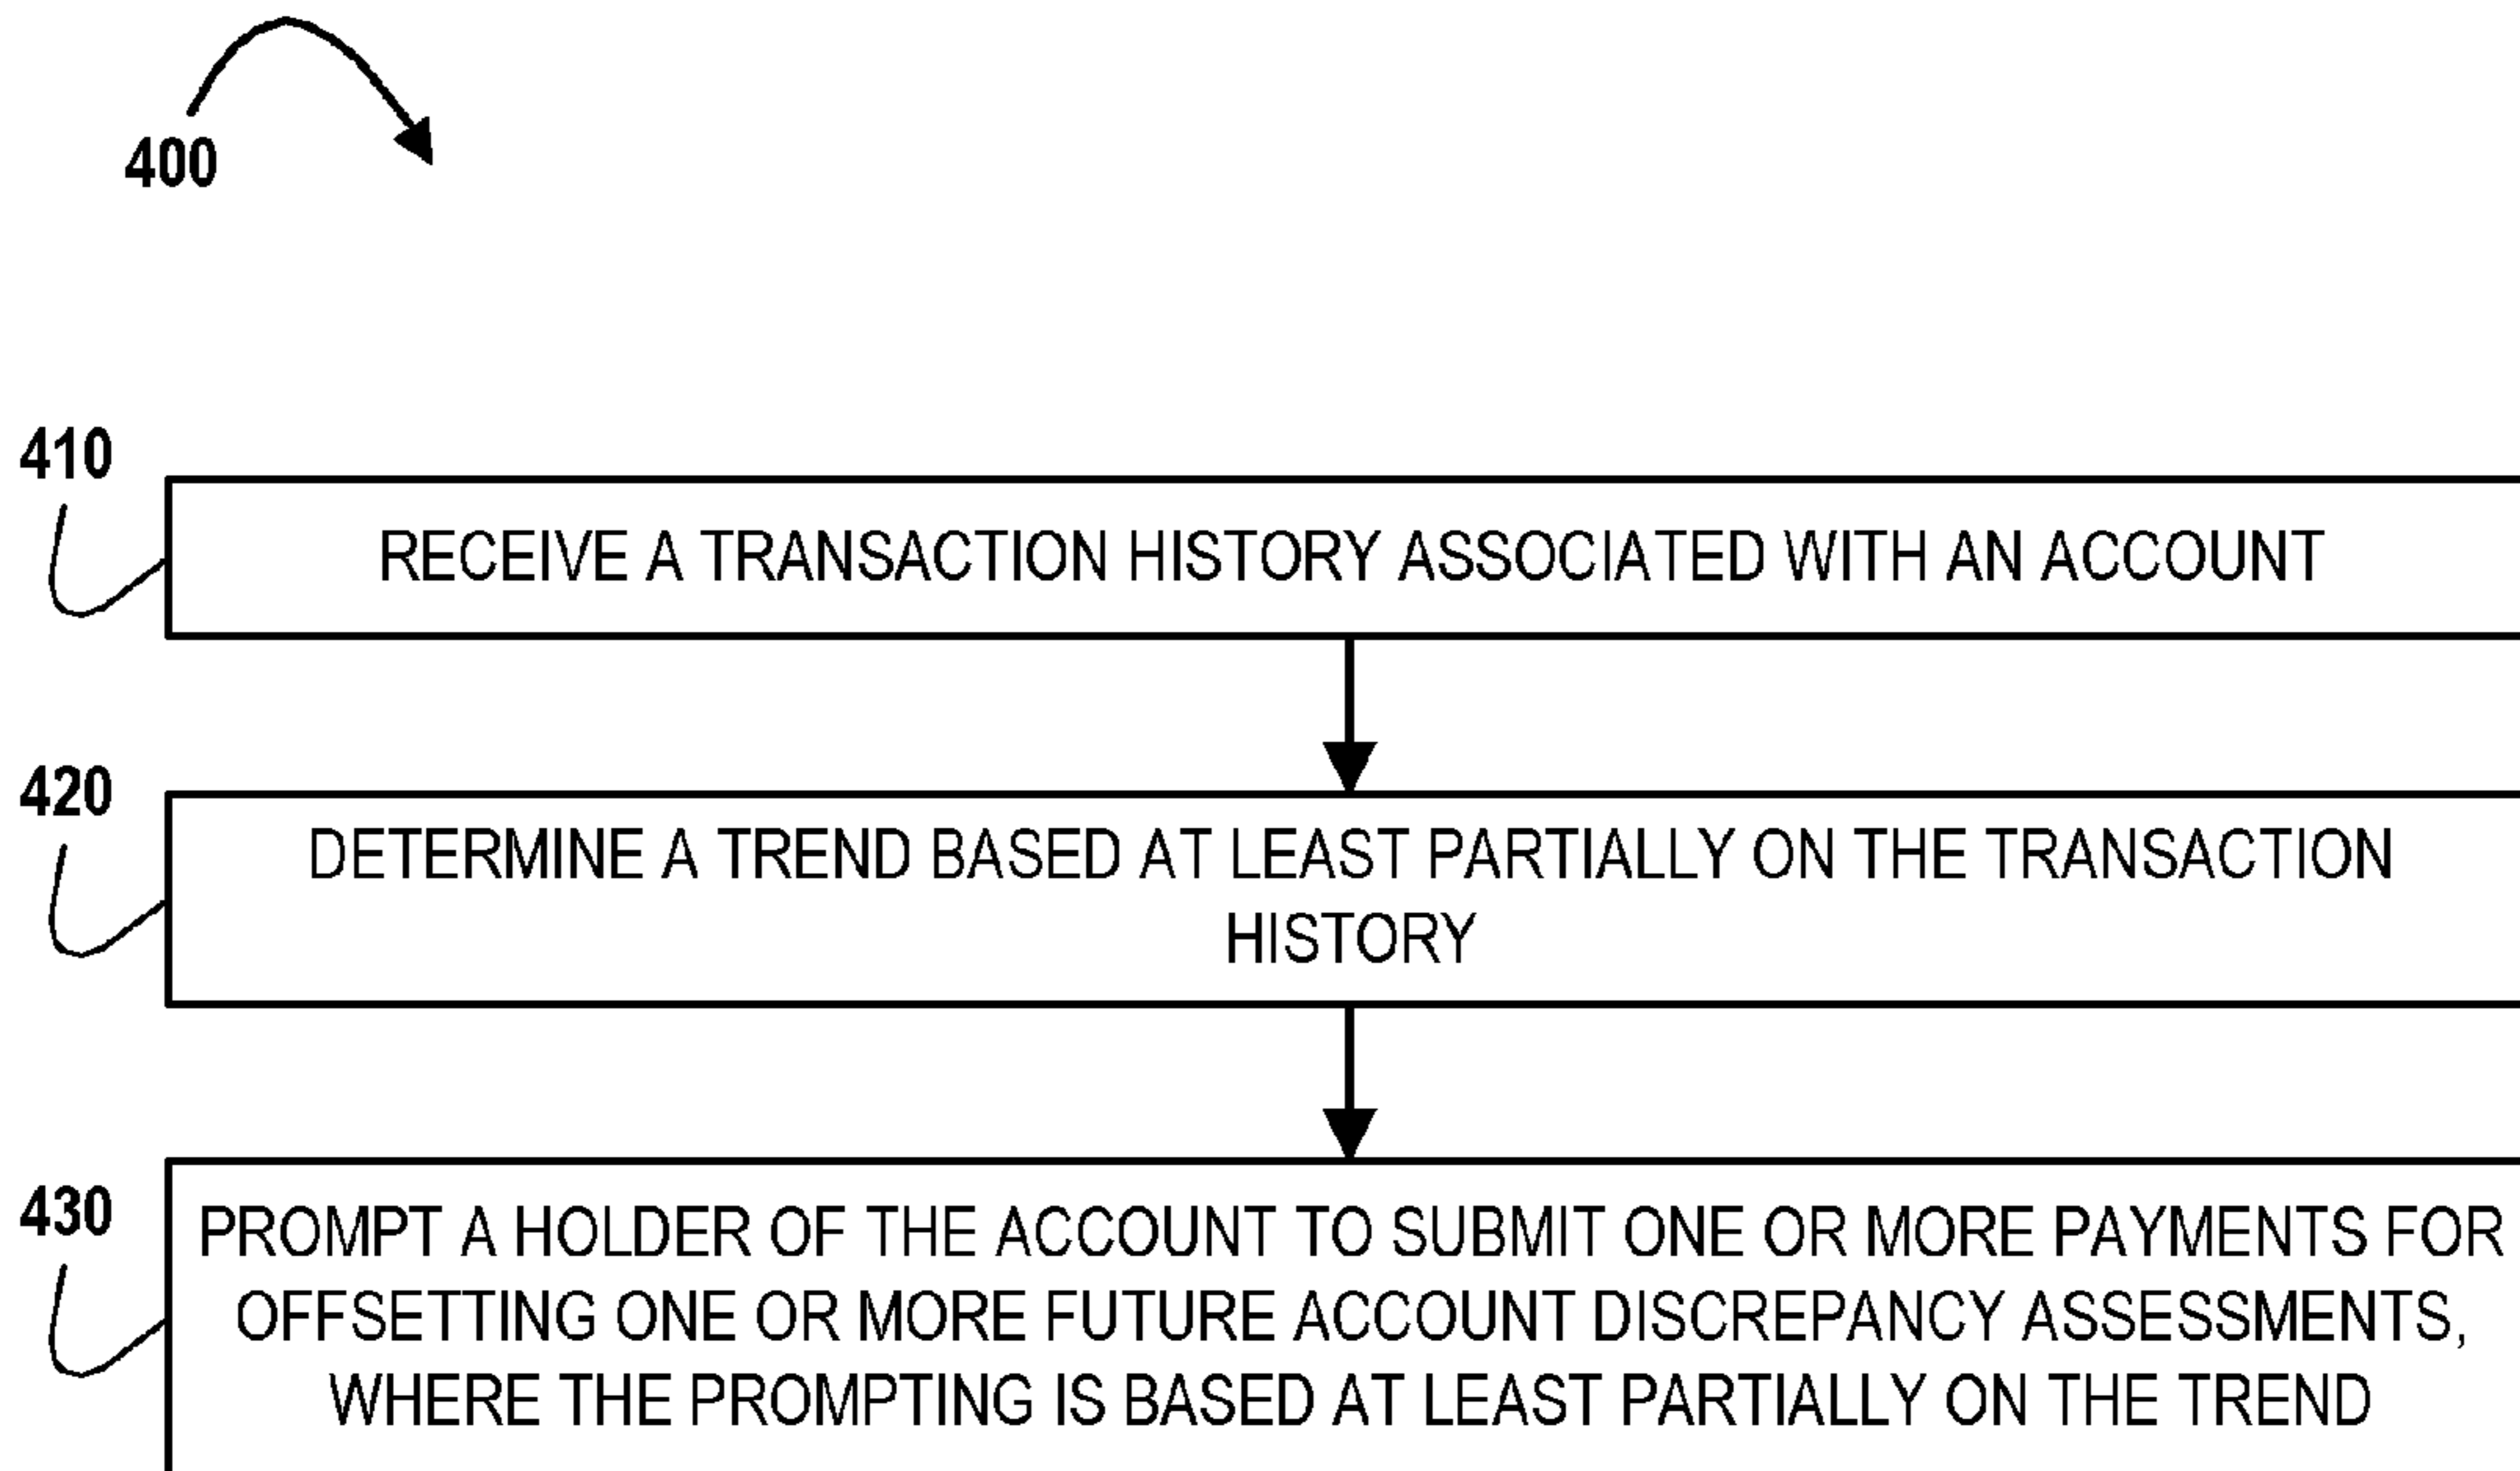 400
410
RECEIVE A TRANSACTION HISTORY ASSOCIATED WITH AN ACCOUNT
420
DETERMINE A TREND BASED AT LEAST PARTIALLY ON THE TRANSACTION
HISTORY
430
PROMPT A HOLDER OF THE ACCOUNT TO SUBMIT ONE OR MORE PAYMENTS FOR
OFFSETTING ONE OR MORE FUTURE ACCOUNT DISCREPANCY ASSESSMENTS,
WHERE THE PROMPTING IS BASED AT LEAST PARTIALLY ON THE TREND